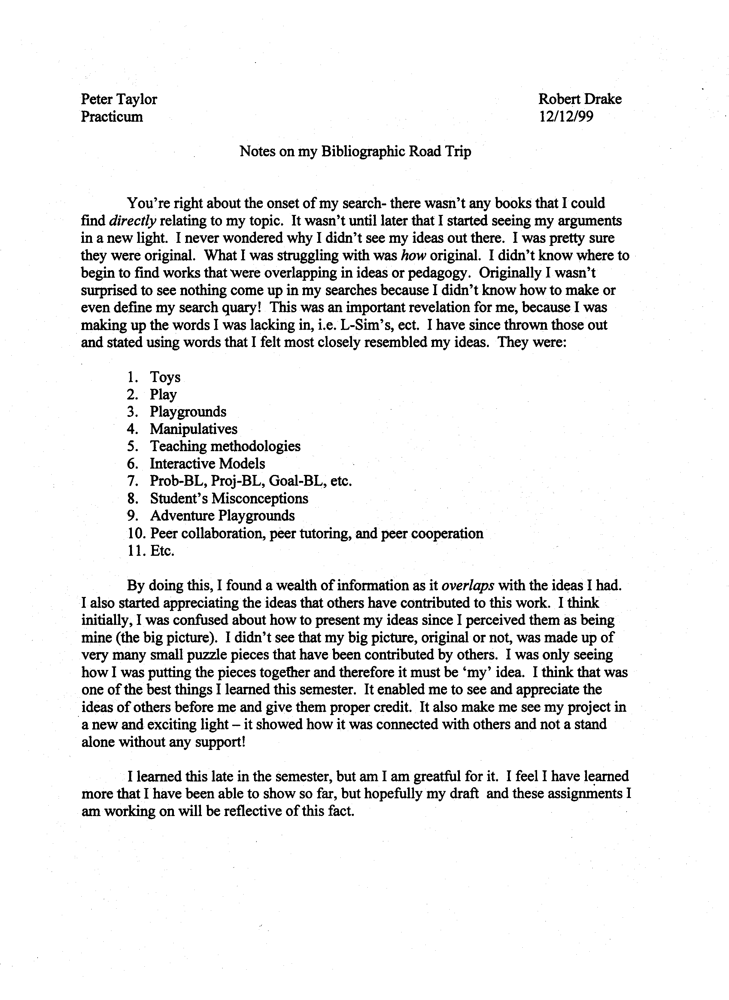 Peter Taylor Robert Drake
Practicum 12/12/99
Notes on my Bibliographic Road Trip
You're right about the onset of my search- there wasn't any books that I could
find directly relating to my topic. It wasn't until later that I started seeing my arguments
in a new light. I never wondered why I didn't see my ideas out there. I was pretty sure
they were original. What I was struggling with was how original. I didn't know where to
begin to find works that were overlapping in ideas or pedagogy. Originally I wasn't
surprised to see nothing come up in my searches because I didn't know how to make or
even define my search quary! This was an important revelation for me, because I was
making up the words I was lacking in, i.e. L-Sim's, ect. I have since thrown those out
and stated using words that I felt most closely resembled my ideas. They were:
1. Toys
2. Play
3. Playgrounds
4. Manipulatives
5. Teaching methodologies
6. Interactive Models
7. Prob-BL, Proj-BL, Goal-BL, etc.
8. Student's Misconceptions
9. Adventure Playgrounds
10. Peer collaboration, peer tutoring, and peer cooperation
11. Etc.
By doing this, I found a wealth of information as it overlaps with the ideas I had.
I also started appreciating the ideas that others have contributed to this work. I think
initially, I was confused about how to present my ideas since I perceived them as being
mine (the big picture). I didn't see that my big picture, original or not, was made up of
very many small puzzle pieces that have been contributed by others. I was only seeing
how I was putting the pieces together and therefore it must be 'my' idea. I think that was
one of the best things I learned this semester. It enabled me to see and appreciate the
ideas of others before me and give them proper credit. It also make me see my project in
a new and exciting light – it showed how it was connected with others and not a stand
alone without any support!
I learned this late in the semester, but am I am greatful for it. I feel I have learned
more that I have been able to show so far, but hopefully my draft and these assignments I
am working on will be reflective of this fact.